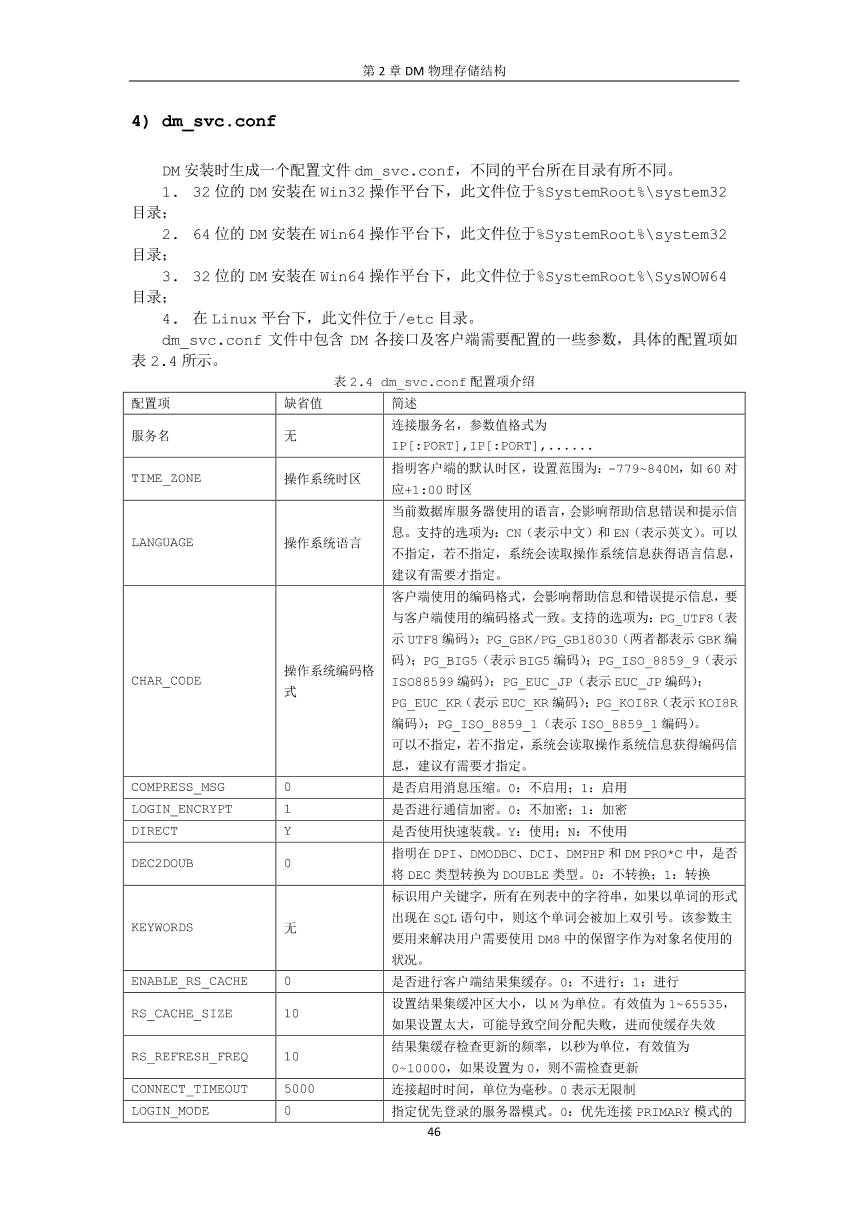 第 2 章 DM 物理存储结构
4) dm_svc.conf
DM 安装时生成一个配置文件 dm_svc.conf，不同的平台所在目录有所不同。
1. 32 位的 DM 安装在 Win32 操作平台下，此文件位于%SystemRoot%\system32
目录；
2. 64 位的 DM 安装在 Win64 操作平台下，此文件位于%SystemRoot%\system32
目录；
3. 32 位的 DM 安装在 Win64 操作平台下，此文件位于%SystemRoot%\SysWOW64
目录；
4. 在 Linux 平台下，此文件位于/etc 目录。
dm_svc.conf 文件中包含 DM 各接口及客户端需要配置的一些参数，具体的配置项如
表 2.4 所示。
表 2.4 dm_svc.conf 配置项介绍
配置项 缺省值 简述
服务名 无 连接服务名，参数值格式为
IP[:PORT],IP[:PORT],......
TIME_ZONE 操作系统时区 指明客户端的默认时区，设置范围为：-779~840M，如 60 对
应+1:00 时区
LANGUAGE 操作系统语言 当前数据库服务器使用的语言，会影响帮助信息错误和提示信
息。支持的选项为：CN（表示中文）和 EN（表示英文）。可以
不指定，若不指定，系统会读取操作系统信息获得语言信息，
建议有需要才指定。
CHAR_CODE 操作系统编码格
式
客户端使用的编码格式，会影响帮助信息和错误提示信息，要
与客户端使用的编码格式一致。支持的选项为：PG_UTF8（表
示 UTF8 编码）；PG_GBK/PG_GB18030（两者都表示 GBK 编
码）；PG_BIG5（表示 BIG5 编码）；PG_ISO_8859_9（表示
ISO88599 编码）；PG_EUC_JP（表示 EUC_JP 编码）；
PG_EUC_KR（表示 EUC_KR 编码）；PG_KOI8R（表示 KOI8R
编码）；PG_ISO_8859_1（表示 ISO_8859_1 编码）。
可以不指定，若不指定，系统会读取操作系统信息获得编码信
息，建议有需要才指定。
COMPRESS_MSG 0 是否启用消息压缩。0：不启用；1：启用
LOGIN_ENCRYPT 1 是否进行通信加密。0：不加密；1：加密
DIRECT Y 是否使用快速装载。Y：使用；N：不使用
DEC2DOUB 0 指明在 DPI、DMODBC、DCI、DMPHP 和 DM PRO*C 中，是否
将 DEC 类型转换为 DOUBLE 类型。0：不转换；1：转换
KEYWORDS 无 标识用户关键字，所有在列表中的字符串，如果以单词的形式
出现在 SQL 语句中，则这个单词会被加上双引号。该参数主
要用来解决用户需要使用 DM8 中的保留字作为对象名使用的
状况。
ENABLE_RS_CACHE 0 是否进行客户端结果集缓存。0：不进行；1：进行
RS_CACHE_SIZE 10 设置结果集缓冲区大小，以 M 为单位。有效值为 1~65535，
如果设置太大，可能导致空间分配失败，进而使缓存失效
RS_REFRESH_FREQ 10 结果集缓存检查更新的频率，以秒为单位，有效值为
0~10000，如果设置为 0，则不需检查更新
CONNECT_TIMEOUT 5000 连接超时时间，单位为毫秒。0 表示无限制
LOGIN_MODE 0 指定优先登录的服务器模式。0：优先连接 PRIMARY 模式的
46